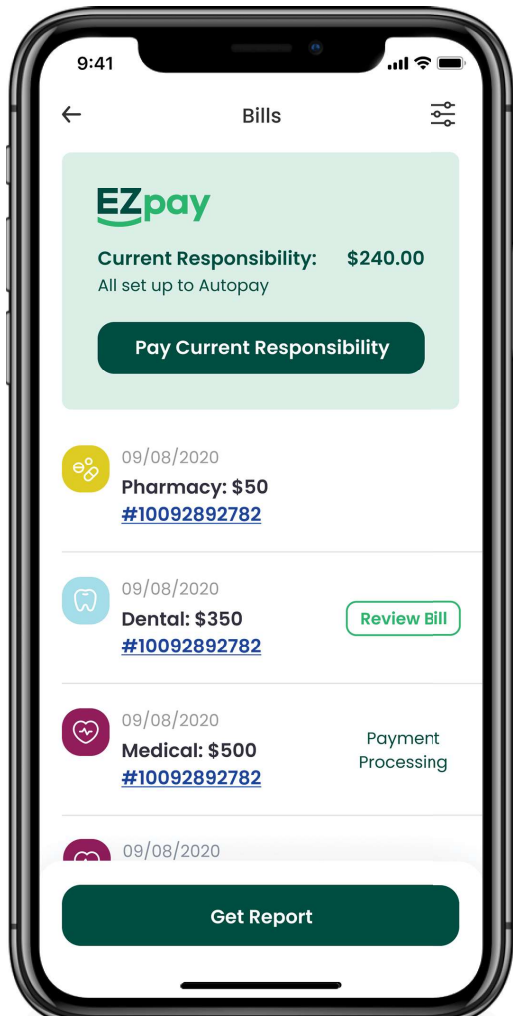 9:41
Bills
EZpay
Current Responsibility: $240.00
All set up to Autopay
Pay Current Responsibility
09/08/2020
Pharmacy: $50
#10092892782
09/08/2020
Dental: $350
#10092892782
Review Bill
09/08/2020
Medical: $500
#10092892782
Payment
Processing
09/08/2020
Get Report